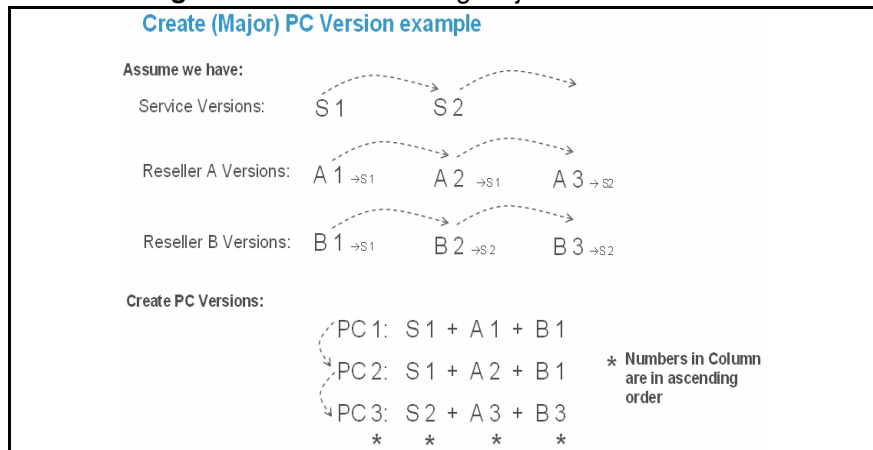 Create (Major) PC Version example
Assume we have:
Service Versions: S 1 S 2
Reseller A Versions: A 1 →S1 A 2 →S1 A 3 →S2
Reseller B Versions: B 1 →S1 B 2 →S2 B 3 →S2
Create PC Versions:
PC 1: S 1 + A 1 + B 1
PC 2: S 1 + A 2 + B 1
PC 3: S 2 + A 3 + B 3
* * * *
* Numbers in Column
are in ascending
order